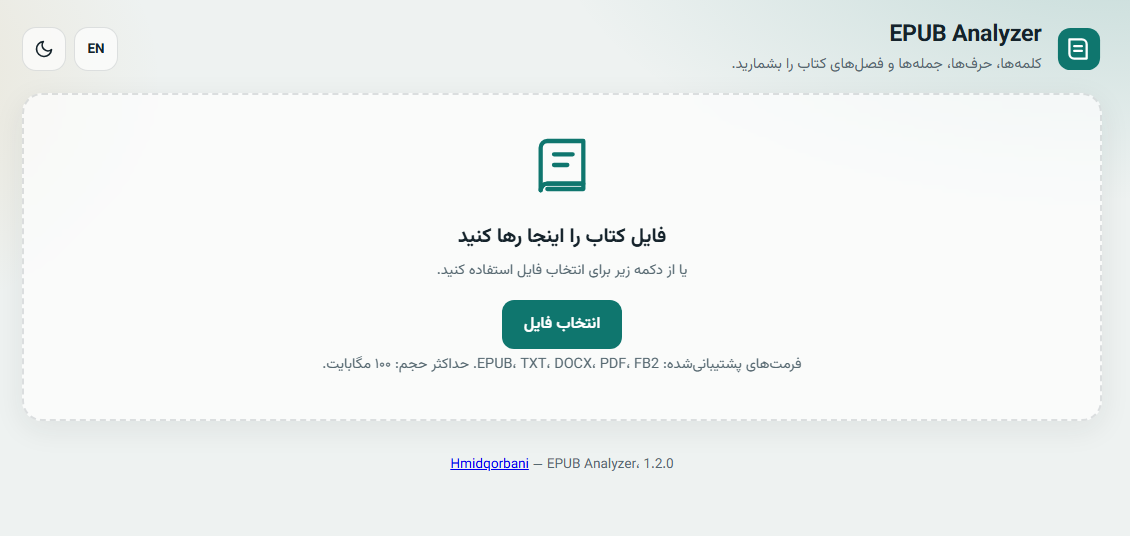 EPUB Analyzer
کلمه‌ها، حرف‌ها، جمله‌ها و فصل‌های کتاب را بشمارید.
EN
فایل کتاب را اینجا رها کنید
یا از دکمه زیر برای انتخاب فایل استفاده کنید.
انتخاب فایل
فرمت‌های پشتیبانی‌شده: EPUB، TXT، DOCX، PDF، FB2. حداکثر حجم: ۱۰۰ مگابایت.
Hmidqorbani — EPUB Analyzer، 1.2.0